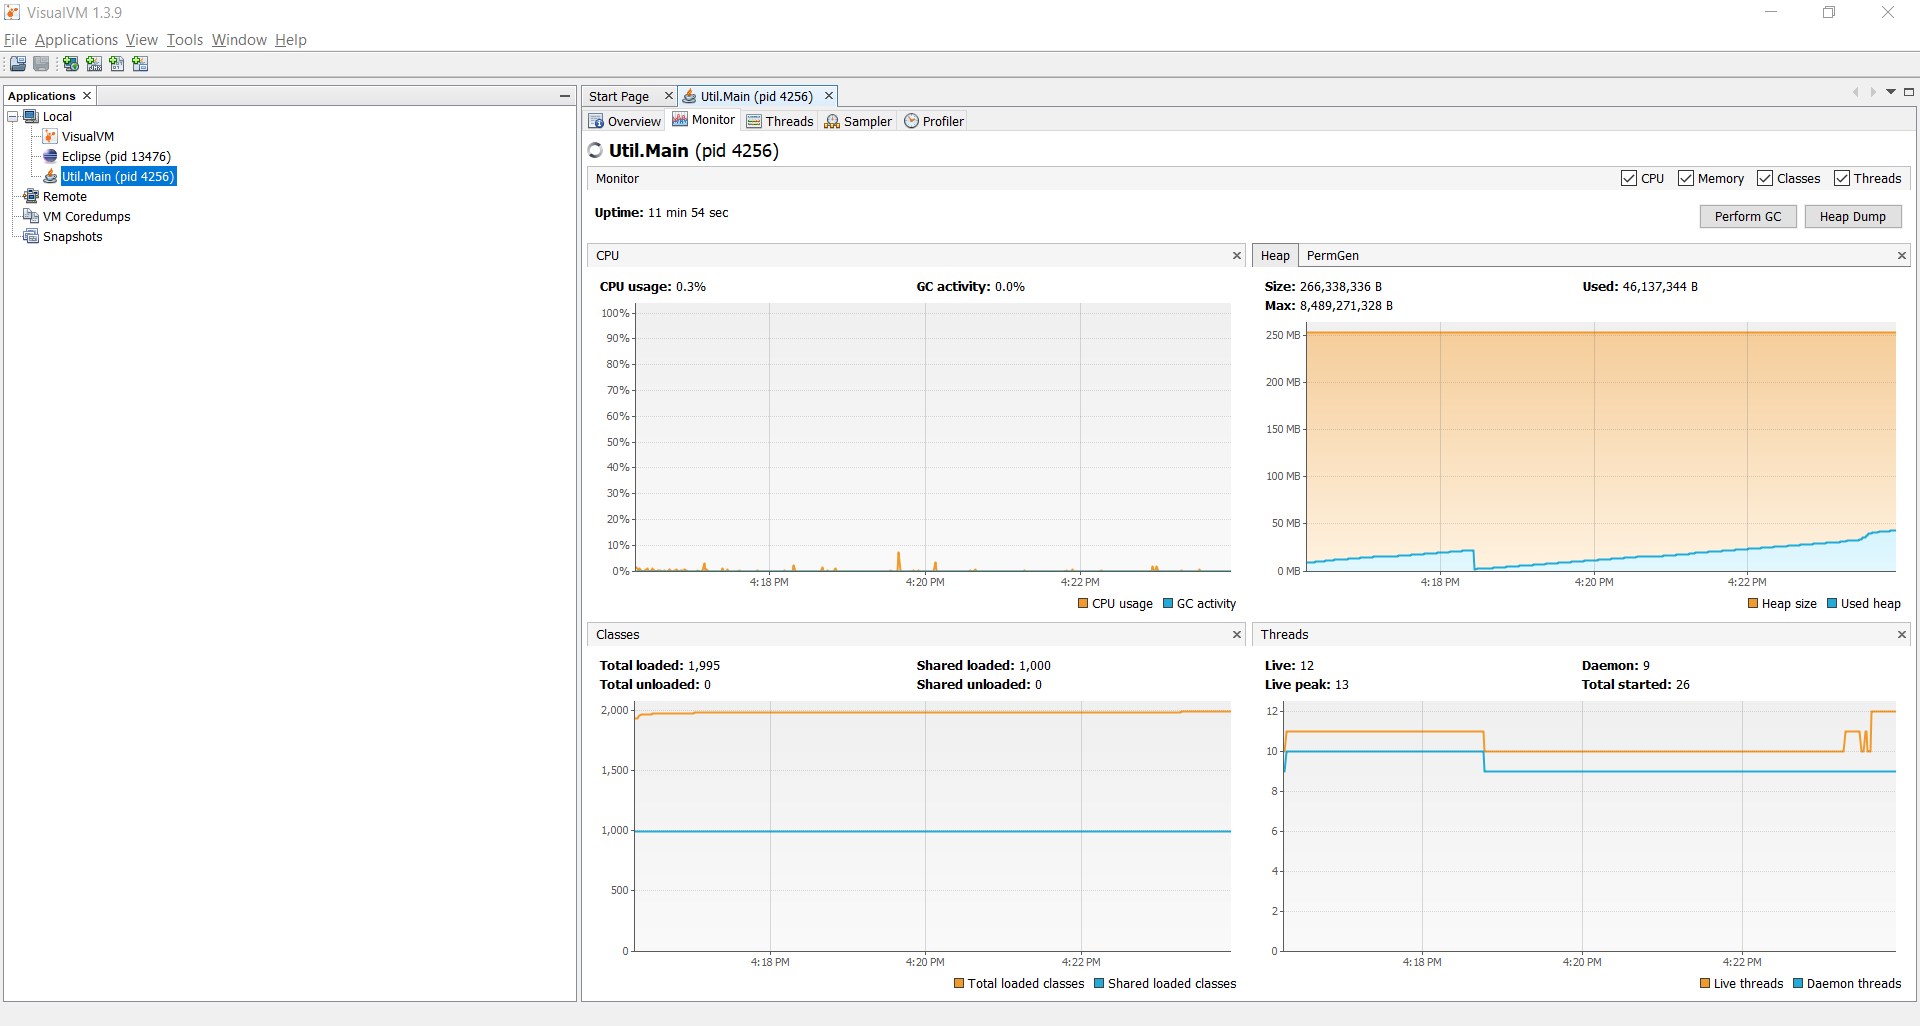 VisualVM 1.3.9
File Applications View Tools Window Help
Applications
Local
VisualVM
Eclipse (pid 13476)
Util.Main (pid 4256)
Remote
VM Coredumps
Snapshots
Start Page Util.Main (pid 4256)
Overview Monitor Threads Sampler Profiler
Util.Main (pid 4256)
Monitor CPU Memory Classes Threads
Uptime: 11 min 54 sec
Perform GC Heap Dump
CPU
CPU usage: 0.3% GC activity: 0.0%
100%
90%
80%
70%
60%
50%
40%
30%
20%
10%
0%
4:18 PM 4:20 PM 4:22 PM
CPU usage GC activity
Heap PermGen
Size: 266,338,336 B Used: 46,137,344 B
Max: 8,489,271,328 B
250 MB
200 MB
150 MB
100 MB
50 MB
0 MB
4:18 PM 4:20 PM 4:22 PM
Heap size Used heap
Classes
Total loaded: 1,995 Shared loaded: 1,000
Total unloaded: 0 Shared unloaded: 0
2,000
1,500
1,000
500
0
4:18 PM 4:20 PM 4:22 PM
Total loaded classes Shared loaded classes
Threads
Live: 12 Daemon: 9
Live peak: 13 Total started: 26
12
10
8
6
4
2
0
4:18 PM 4:20 PM 4:22 PM
Live threads Daemon threads